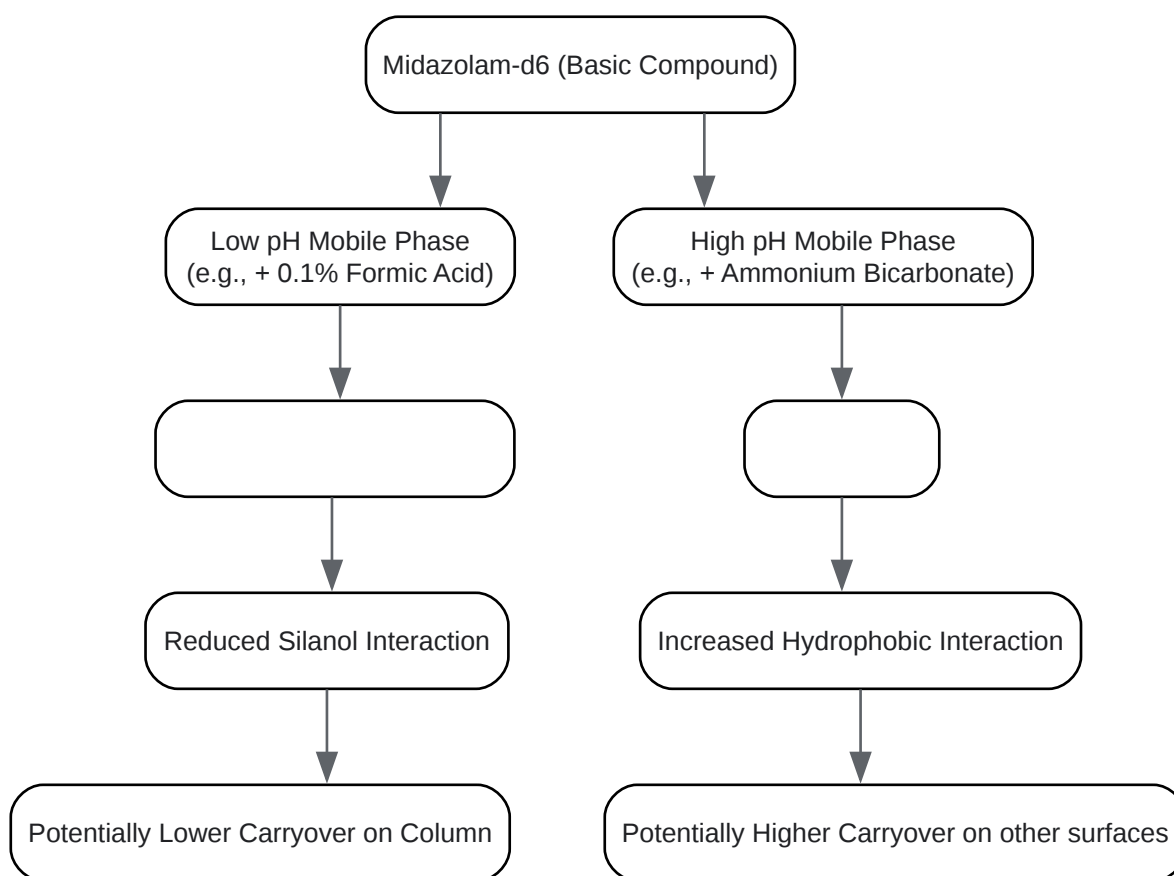 Midazolam-d6 (Basic Compound)
Low pH Mobile Phase
(e.g., + 0.1% Formic Acid)
High pH Mobile Phase
(e.g., + Ammonium Bicarbonate)
Reduced Silanol Interaction
Increased Hydrophobic Interaction
Potentially Lower Carryover on Column
Potentially Higher Carryover on other surfaces